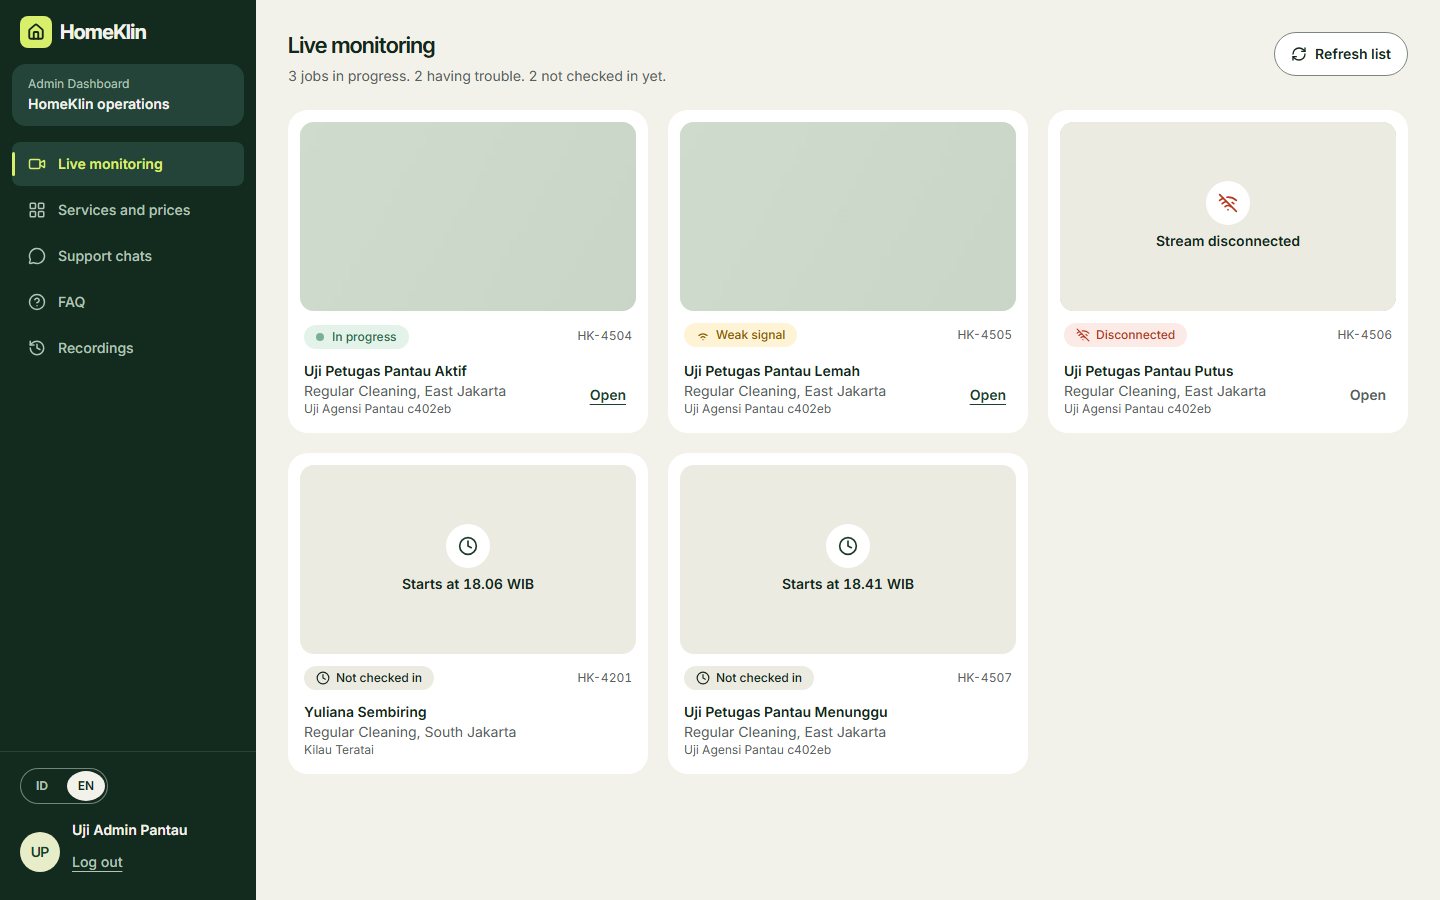 HomeKlin
Admin Dashboard
HomeKlin operations
Live monitoring
Services and prices
Support chats
FAQ
Recordings
ID EN
UP
Uji Admin Pantau
Log out
Live monitoring
3 jobs in progress. 2 having trouble. 2 not checked in yet.
Refresh list
In progress HK-4504
Uji Petugas Pantau Aktif
Regular Cleaning, East Jakarta
Uji Agensi Pantau c402eb
Open
Weak signal HK-4505
Uji Petugas Pantau Lemah
Regular Cleaning, East Jakarta
Uji Agensi Pantau c402eb
Open
Stream disconnected
Disconnected HK-4506
Uji Petugas Pantau Putus
Regular Cleaning, East Jakarta
Uji Agensi Pantau c402eb
Open
Starts at 18.06 WIB
Not checked in HK-4201
Yuliana Sembiring
Regular Cleaning, South Jakarta
Kilau Teratai
Starts at 18.41 WIB
Not checked in HK-4507
Uji Petugas Pantau Menunggu
Regular Cleaning, East Jakarta
Uji Agensi Pantau c402eb